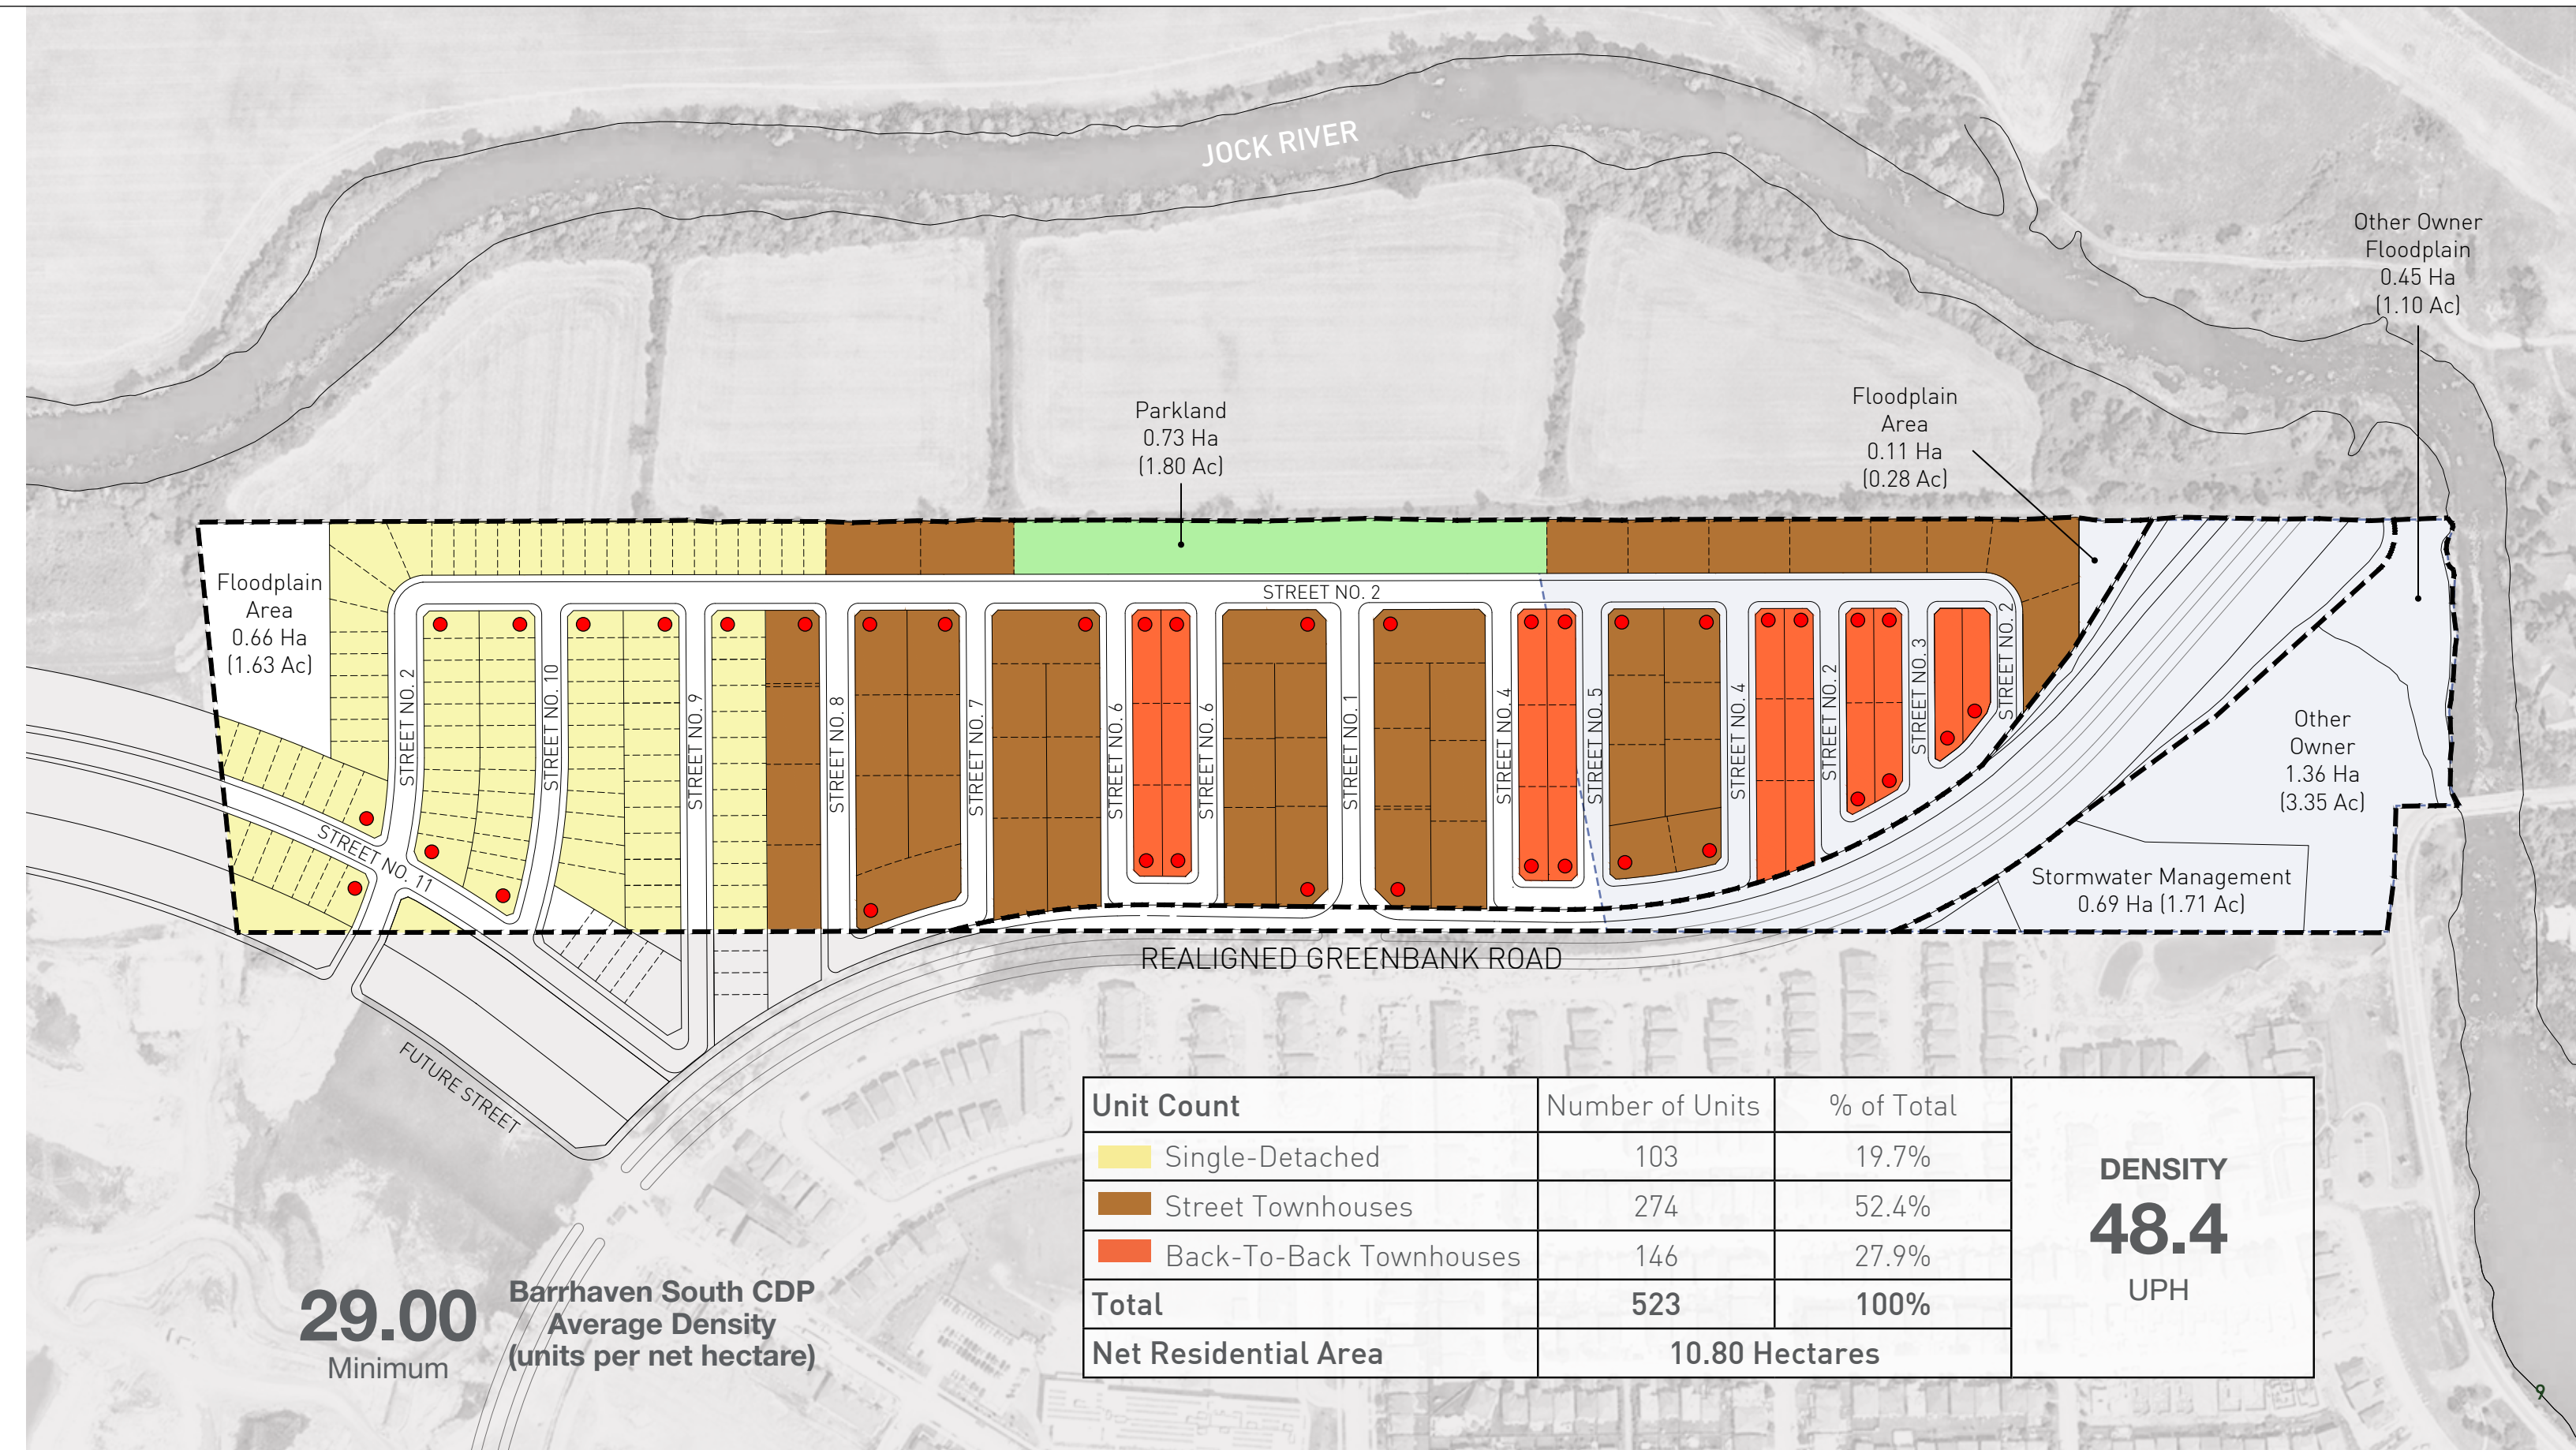 JOCK RIVER
Other Owner
Floodplain
0.45 Ha
(1.10 Ac)
Parkland
0.73 Ha
(1.80 Ac)
Floodplain
Area
0.11 Ha
(0.28 Ac)
Floodplain
Area
0.66 Ha
(1.63 Ac)
STREET NO. 2
STREET NO. 2
STREET NO. 10
STREET NO. 9
STREET NO. 8
STREET NO. 7
STREET NO. 6
STREET NO. 6
STREET NO. 1
STREET NO. 4
STREET NO. 5
STREET NO. 4
STREET NO. 2
STREET NO. 3
STREET NO. 2
STREET NO. 11
Other
Owner
1.36 Ha
(3.35 Ac)
Stormwater Management
0.69 Ha (1.71 Ac)
REALIGNED GREENBANK ROAD
FUTURE STREET
Unit Count Number of Units % of Total
Single-Detached 103 19.7%
Street Townhouses 274 52.4%
Back-To-Back Townhouses 146 27.9%
Total 523 100%
Net Residential Area 10.80 Hectares
DENSITY
48.4
UPH
29.00
Minimum
Barrhaven South CDP
Average Density
(units per net hectare)
9